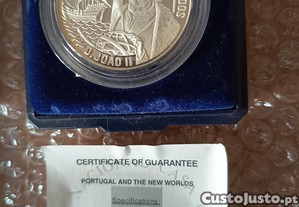 D. JOÃO II
CERTIFICATE OF GUARANTEE
PORTUGAL AND THE NEW WORLDS
Specifications:
CustoJusto.pt